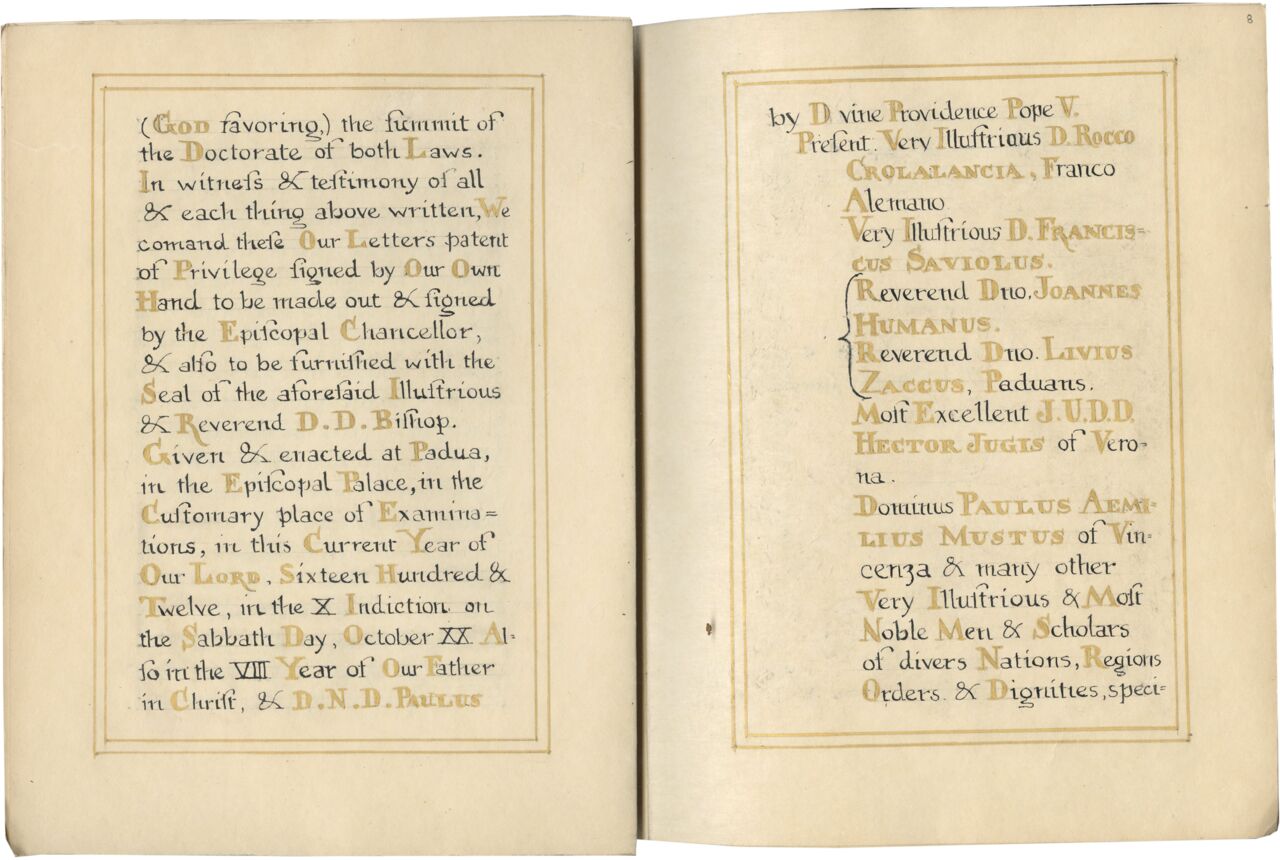 (GOD favoring,) the ſummit of
the Doctorate of both Laws.
In witneſs & teſtimony of all
& each thing above written, We
comand theſe Our Letters patent
of Privilege ſigned by Our Own
Hand to be made out & ſigned
by the Epiſcopal Chancellor,
& alſo to be furniſhed with the
Seal of the aforeſaid Illuſtrious
& Reverend D. D. Biſhop.
Given & enacted at Padua,
in the Epiſcopal Palace, in the
Cuſtomary place of Examina=
tions, in this Current Year of
Our LORD, Sixteen Hundred &
Twelve, in the X Indiction on
the Sabbath Day, October XX Al-
ſo in the VIII Year of Our Father
in Chriſt, & D.N.D. PAULUS
8
by D vine Providence Pope V.
Preſent. Very Illuſtrious D. ROCCO
CROLALANCIA, Franco
Alemano
Very Illuſtrious D. FRANCIS=
CUS SAVIOLUS.
Reverend Dno. JOANNES
HUMANUS.
Reverend Dno. LIVIUS
ZACCUS, Paduans.
Moſt Excellent J.U.D.D.
HECTOR JUGIS of Vero-
na.
Dominus PAULUS AEMI-
LIUS MUSTUS of Vin-
cenza & many other
Very Illuſtrious & Moſt
Noble Men & Scholars
of divers Nations, Regions
Orders. & Dignities, speci=